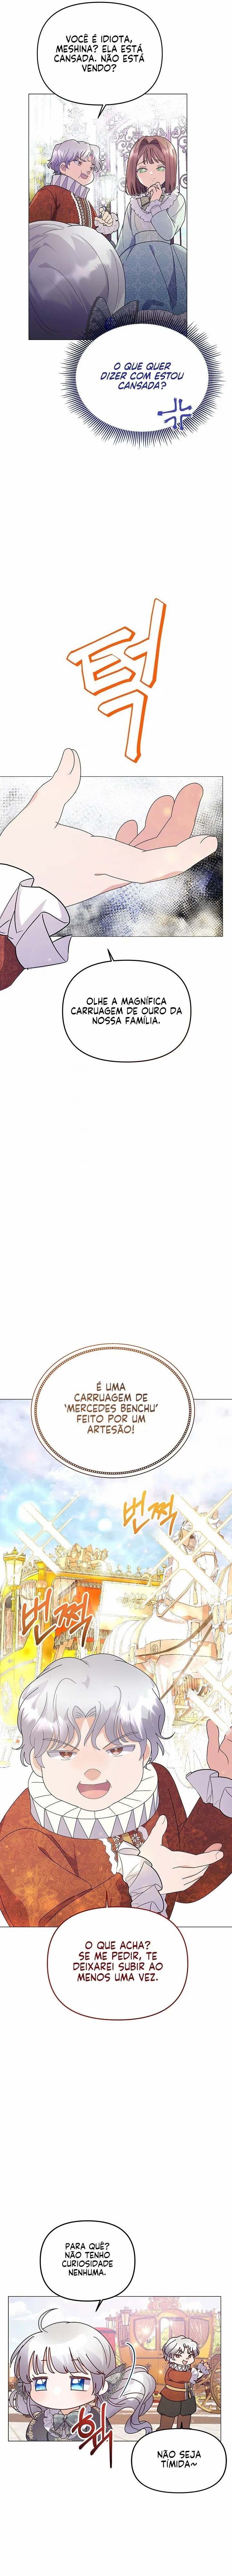 VOCÊ É IDIOTA,
MESHINA? ELA ESTÁ
CANSADA. NÃO ESTÁ
VENDO?
O QUE QUER
DIZER COM ESTOU
CANSADA?
턱
OLHE A MAGNÍFICA
CARRUAGEM DE OURO DA
NOSSA FAMÍLIA.
É UMA
CARRUAGEM DE
'MERCEDES BENCHU'
FEITO POR UM
ARTESÃO!
번쩍
번쩍
O QUE ACHA?
SE ME PEDIR, TE
DEIXAREI SUBIR AO
MENOS UMA VEZ.
PARA QUÊ?
NÃO TENHO
CURIOSIDADE
NENHUMA.
휙
NÃO SEJA
TÍMIDA~